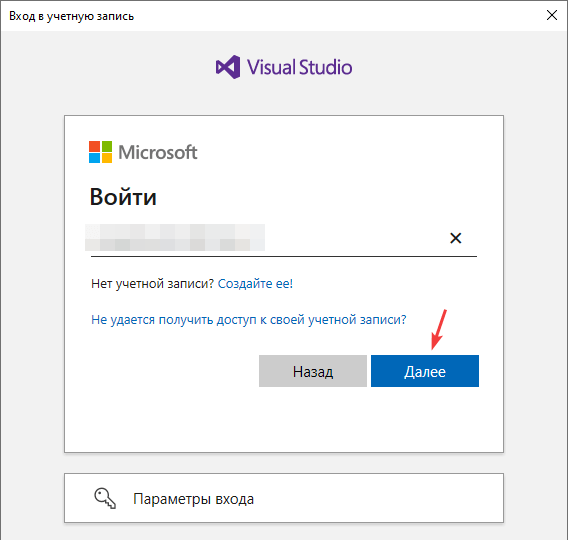 Вход в учетную запись
Visual Studio
Microsoft
Войти
Нет учетной записи? Создайте ее!
Не удается получить доступ к своей учетной записи?
Назад
Далее
Параметры входа